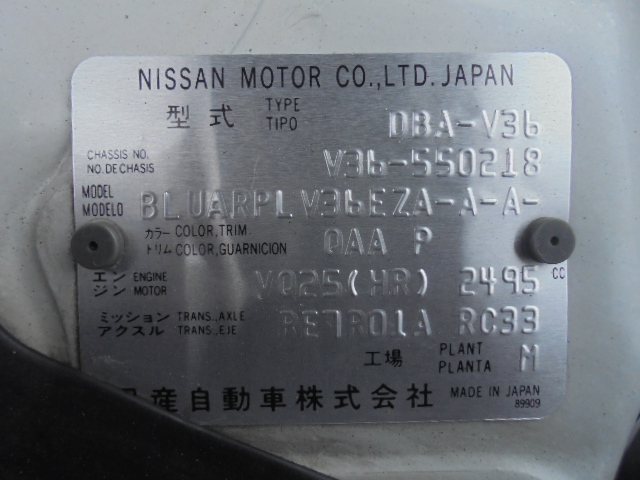 NISSAN MOTOR CO.,LTD. JAPAN
型式 TYPE TIPO DBA-V36
CHASSIS NO. NO. DE CHASIS V36-550218
MODEL MODELO BLUARPLV36EZA-A-A-
カラー COLOR,TRIM
トリム COLOR,GUARNICION QAA P
エンジン ENGINE MOTOR VQ25(HR) 2495 CC
ミッション TRANS.,AXLE
アクスル TRANS.,EJE RE7R01A RC33
工場 PLANT PLANTA M
日産自動車株式会社 MADE IN JAPAN
89909